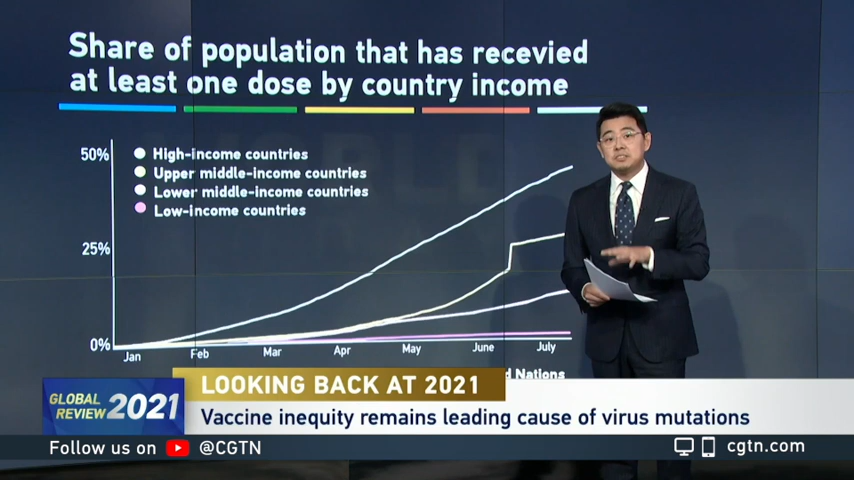 Share of population that has recevied
at least one dose by country income
50%
High-income countries
Upper middle-income countries
Lower middle-income countries
Low-income countries
25%
0%
Jan Feb Mar Apr May June July
Nations
LOOKING BACK AT 2021
GLOBAL
REVIEW
2021
Vaccine inequity remains leading cause of virus mutations
Follow us on @CGTN
cgtn.com